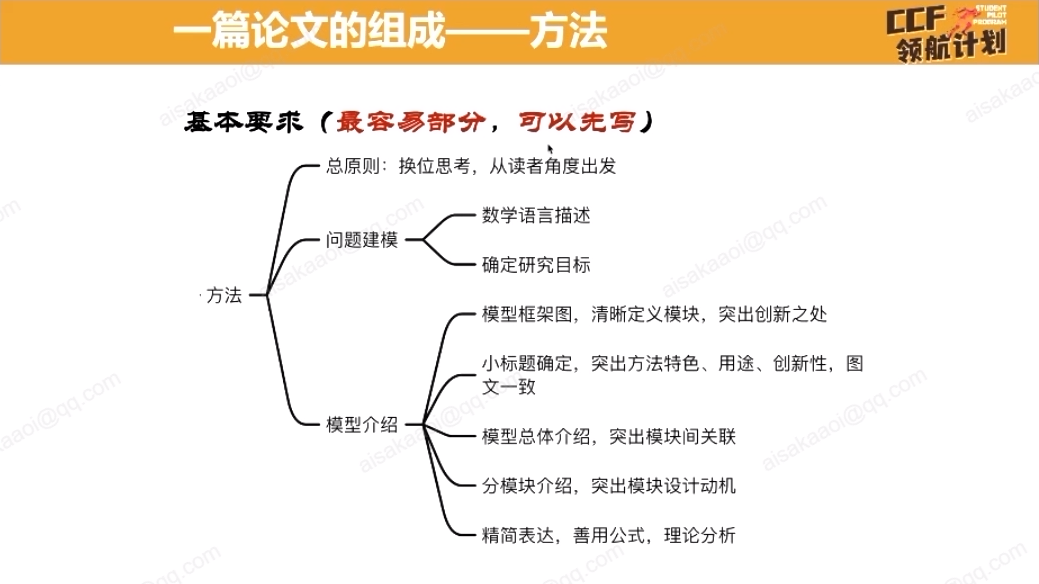 一篇论文的组成——方法
CCF
STUDENT
PILOT
PROGRAM
领航计划
基本要求（最容易部分，可以先写）
总原则：换位思考，从读者角度出发
问题建模
数学语言描述
确定研究目标
方法
模型介绍
模型框架图，清晰定义模块，突出创新之处
小标题确定，突出方法特色、用途、创新性，图
文一致
模型总体介绍，突出模块间关联
分模块介绍，突出模块设计动机
精简表达，善用公式，理论分析
aisakaaoi@qq.com